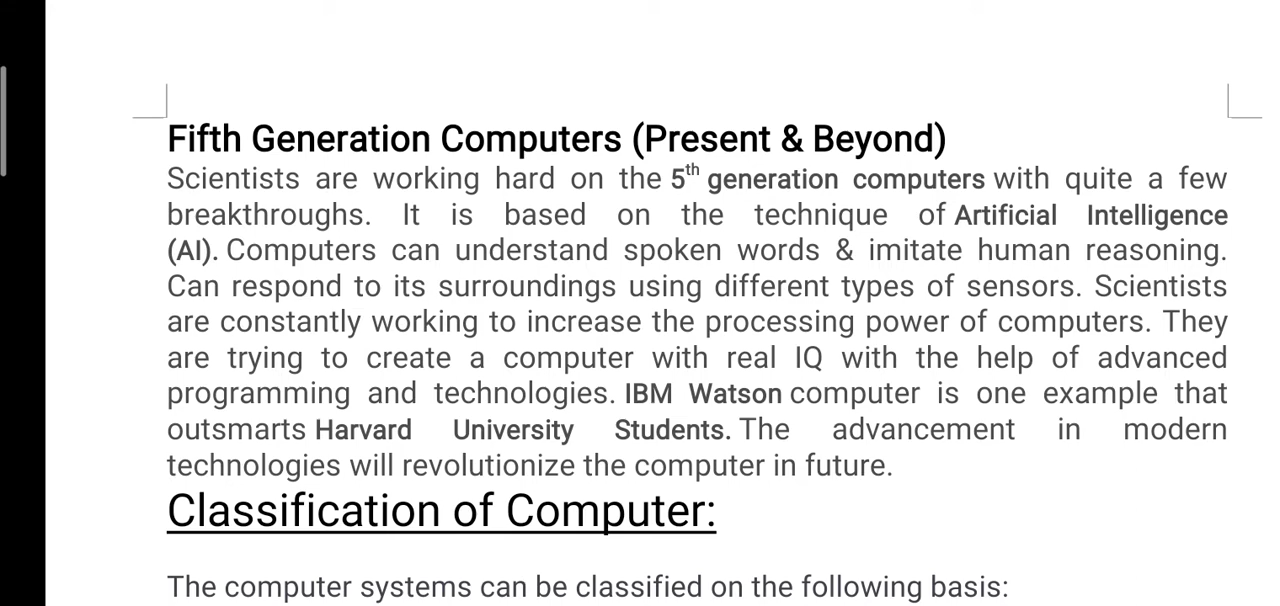 Fifth Generation Computers (Present & Beyond)
Scientists are working hard on the 5th generation computers with quite a few
breakthroughs. It is based on the technique of Artificial Intelligence
(AI). Computers can understand spoken words & imitate human reasoning.
Can respond to its surroundings using different types of sensors. Scientists
are constantly working to increase the processing power of computers. They
are trying to create a computer with real IQ with the help of advanced
programming and technologies. IBM Watson computer is one example that
outsmarts Harvard University Students. The advancement in modern
technologies will revolutionize the computer in future.
Classification of Computer:
The computer systems can be classified on the following basis: